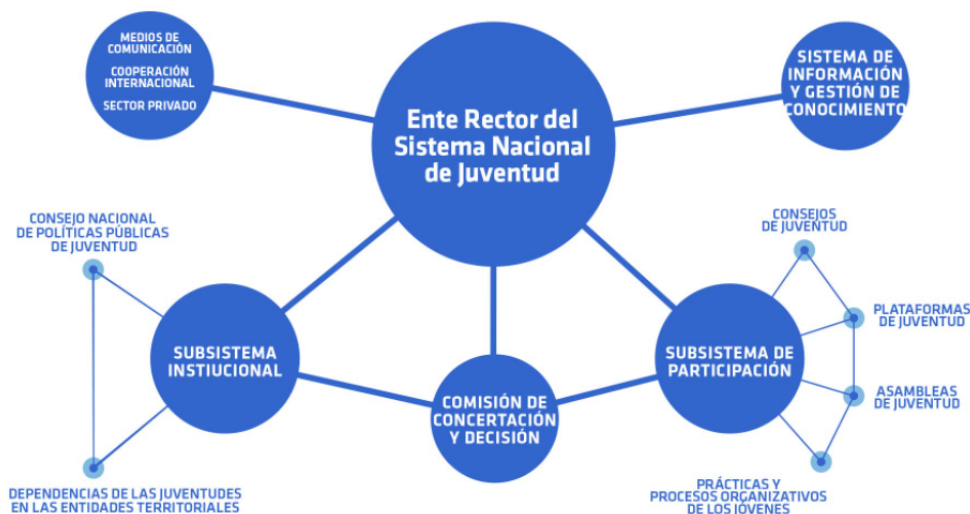 MEDIOS DE
COMUNICACIÓN
COOPERACIÓN
INTERNACIONAL
SECTOR PRIVADO
Ente Rector del
Sistema Nacional
de Juventud
SISTEMA DE
INFORMACIÓN
Y GESTIÓN DE
CONOCIMIENTO
CONSEJO NACIONAL
DE POLÍTICAS PÚBLICAS
DE JUVENTUD
CONSEJOS
DE JUVENTUD
PLATAFORMAS
DE JUVENTUD
SUBSISTEMA
INSTIUCIONAL
SUBSISTEMA DE
PARTICIPACIÓN
ASAMBLEAS
DE JUVENTUD
COMISIÓN DE
CONCERTACIÓN
Y DECISIÓN
DEPENDENCIAS DE LAS JUVENTUDES
EN LAS ENTIDADES TERRITORIALES
PRÁCTICAS Y
PROCESOS ORGANIZATIVOS
DE LOS JÓVENES